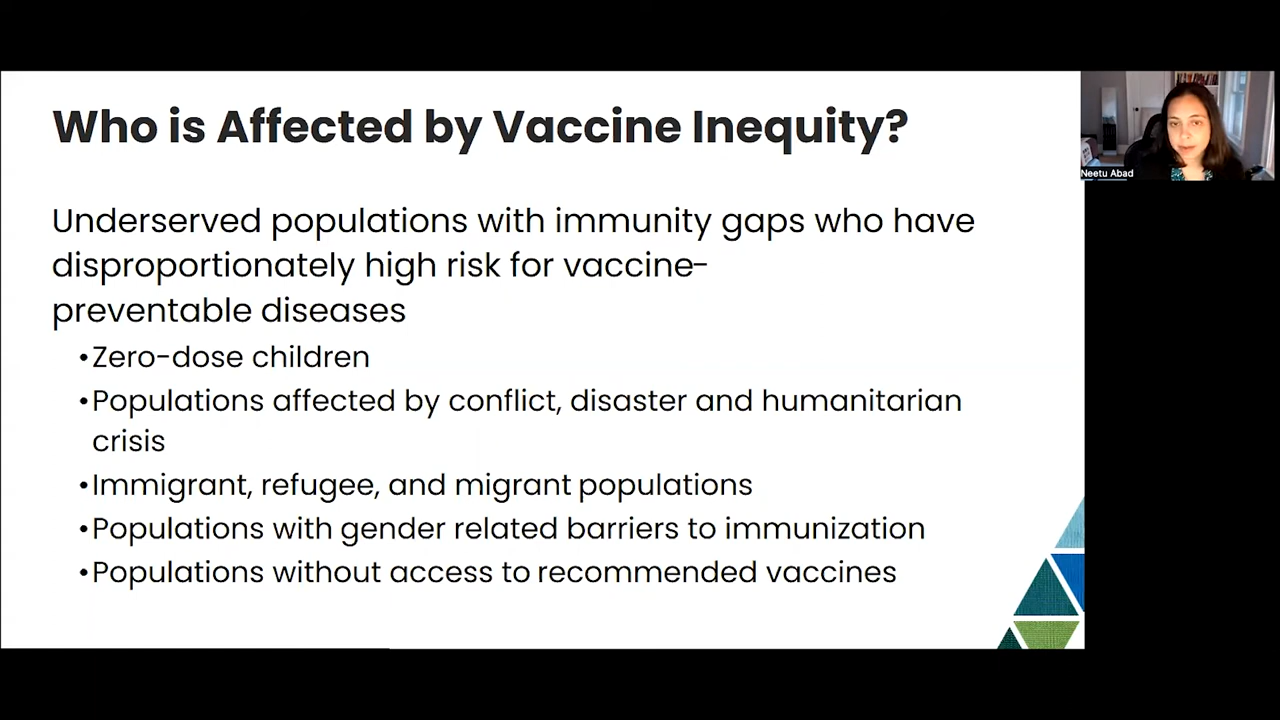 Who is Affected by Vaccine Inequity?
Neetu Abad
Underserved populations with immunity gaps who have
disproportionately high risk for vaccine-
preventable diseases
•Zero-dose children
•Populations affected by conflict, disaster and humanitarian
crisis
•Immigrant, refugee, and migrant populations
•Populations with gender related barriers to immunization
•Populations without access to recommended vaccines